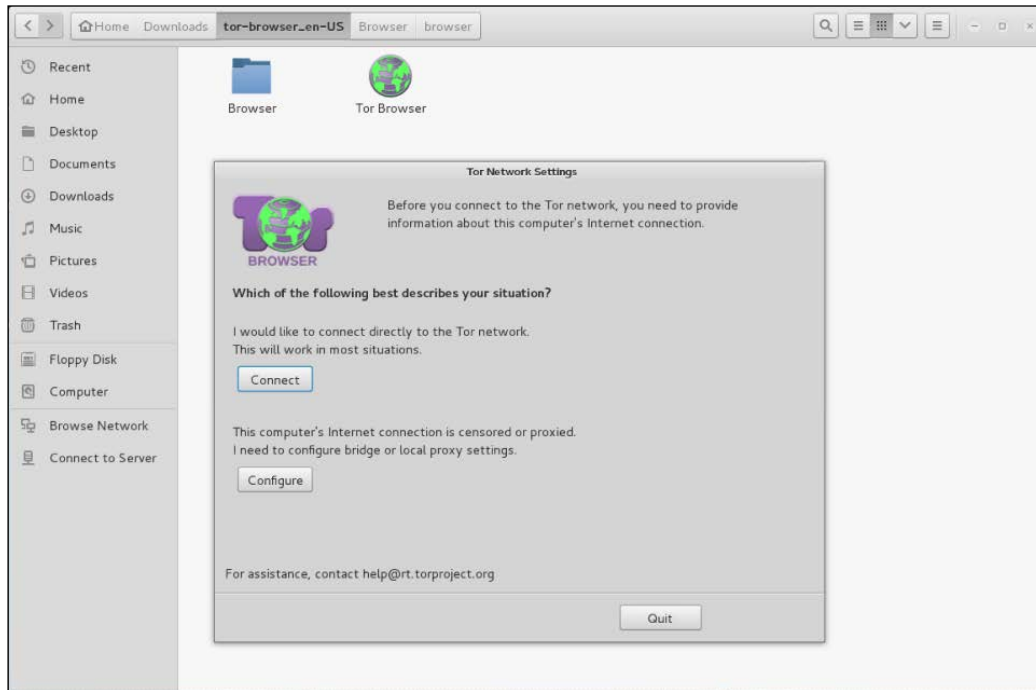 Home Downloads tor-browser_en-US Browser browser
Recent
Home
Desktop
Documents
Downloads
Music
Pictures
Videos
Trash
Floppy Disk
Computer
Browse Network
Connect to Server
Browser
Tor Browser
Tor Network Settings
Tor
BROWSER
Before you connect to the Tor network, you need to provide
information about this computer's Internet connection.
Which of the following best describes your situation?
I would like to connect directly to the Tor network.
This will work in most situations.
Connect
This computer's Internet connection is censored or proxied.
I need to configure bridge or local proxy settings.
Configure
For assistance, contact help@rt.torproject.org
Quit